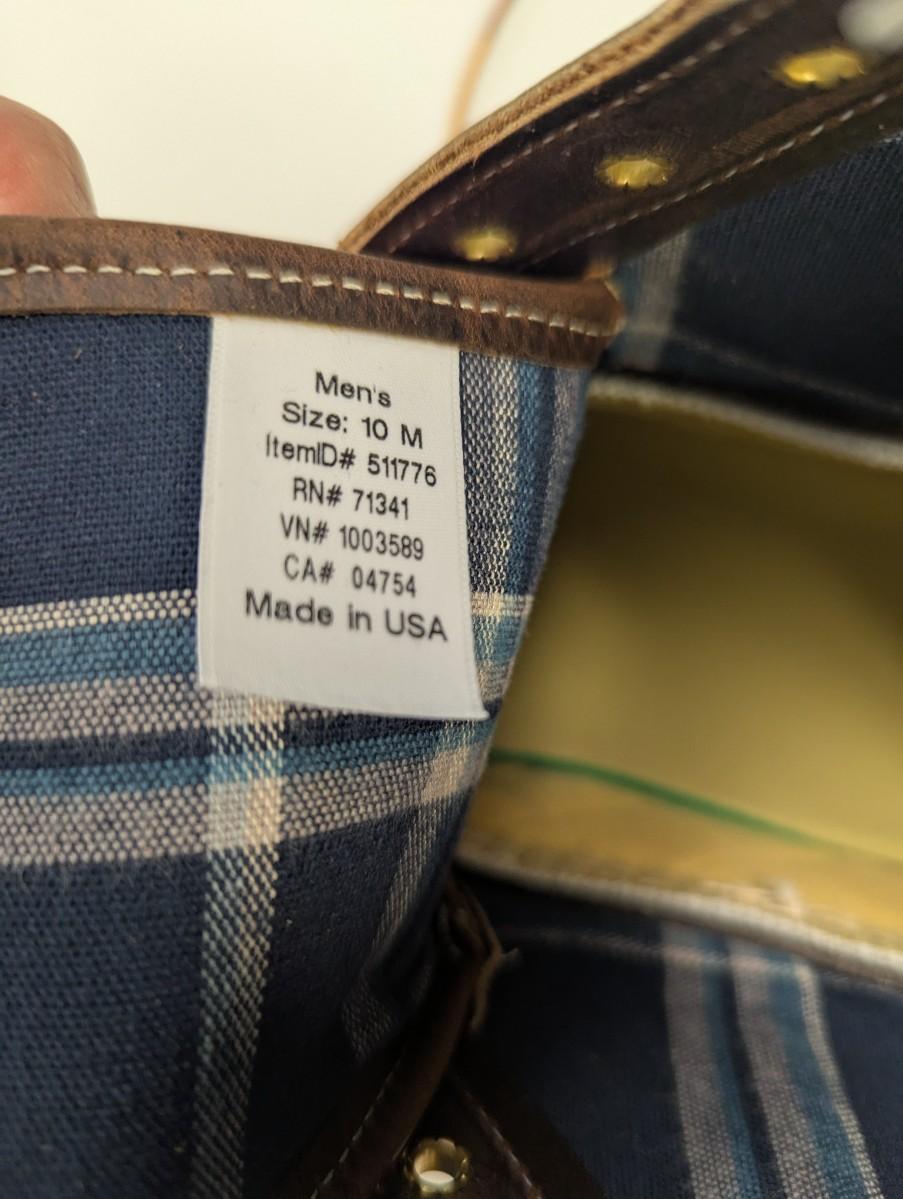 Men's
Size: 10 M
ItemID# 511776
RN# 71341
VN# 1003589
CA# 04754
Made in USA